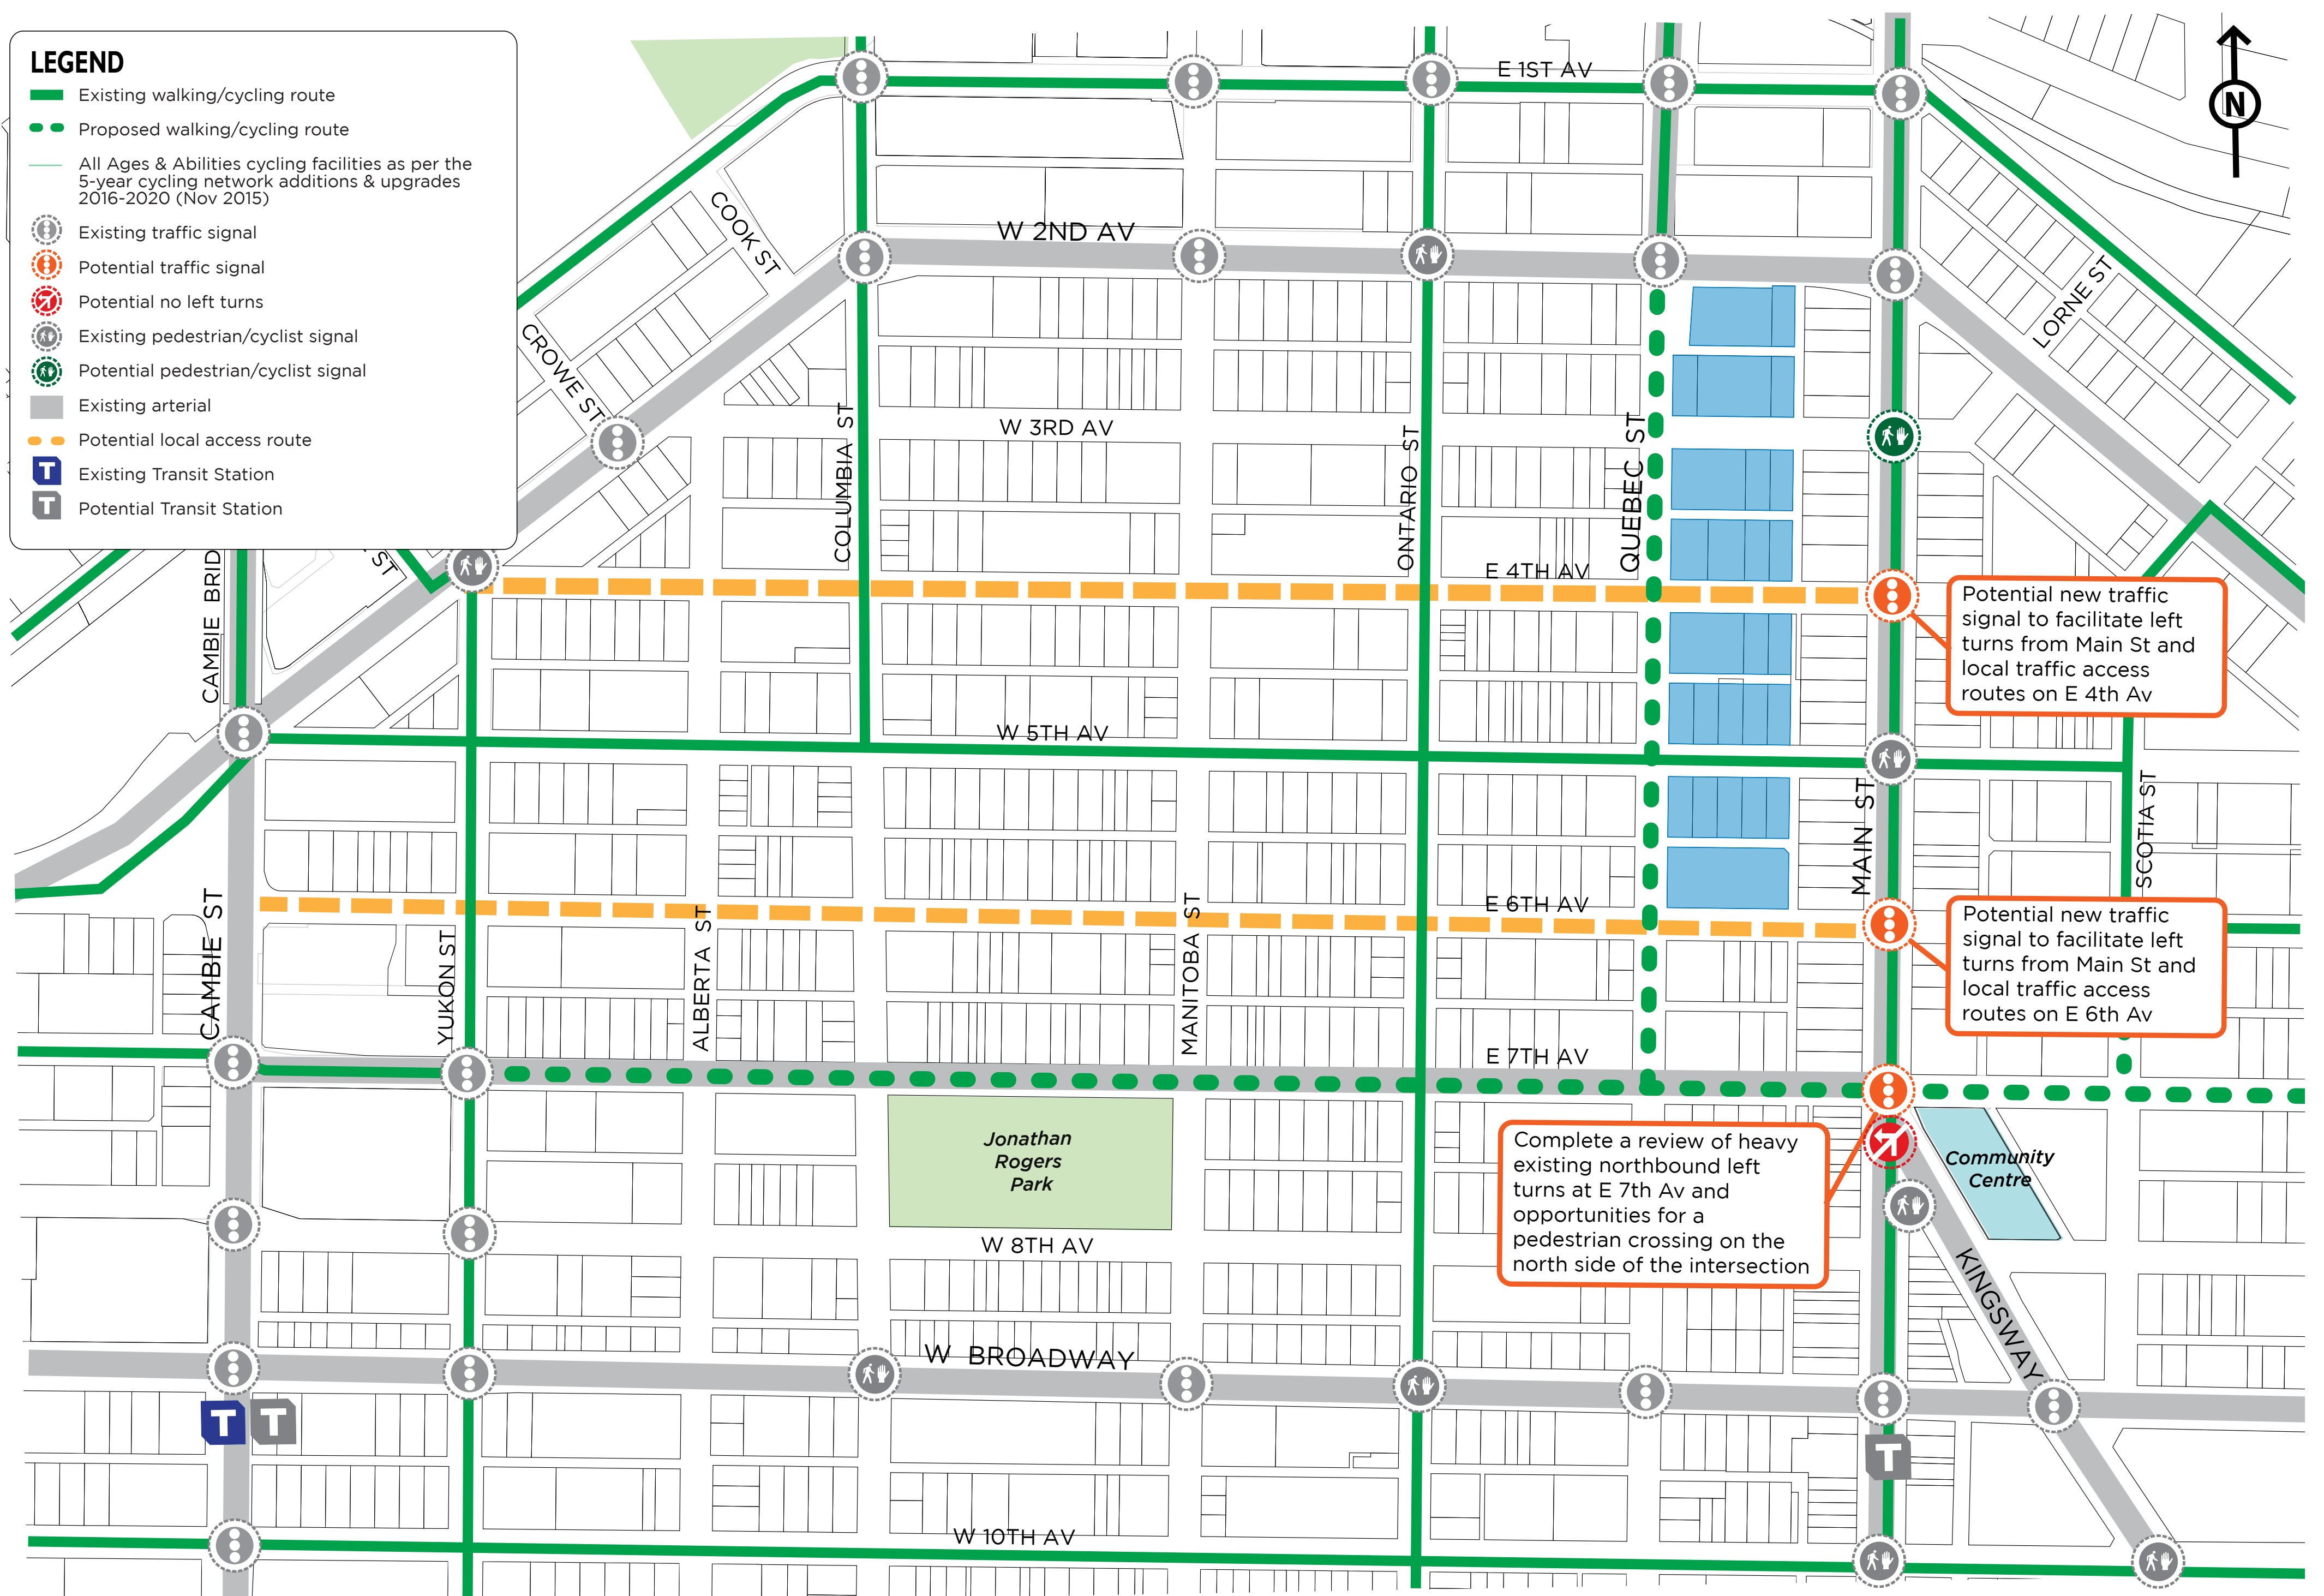 LEGEND
Existing walking/cycling route
Proposed walking/cycling route
All Ages & Abilities cycling facilities as per the
5-year cycling network additions & upgrades
2016-2020 (Nov 2015)
Existing traffic signal
Potential traffic signal
Potential no left turns
Existing pedestrian/cyclist signal
Potential pedestrian/cyclist signal
Existing arterial
Potential local access route
T Existing Transit Station
T Potential Transit Station
N
E 1ST AV
COOK ST
W 2ND AV
LORNE ST
CROWE ST
W 3RD AV
COLUMBIA ST
ONTARIO ST
QUEBEC ST
ST
CAMBIE BRID
E 4TH AV
Potential new traffic
signal to facilitate left
turns from Main St and
local traffic access
routes on E 4th Av
W 5TH AV
MAIN ST
SCOTIA ST
CAMBIE ST
YUKON ST
ALBERTA ST
MANITOBA ST
E 6TH AV
Potential new traffic
signal to facilitate left
turns from Main St and
local traffic access
routes on E 6th Av
E 7TH AV
Jonathan
Rogers
Park
Complete a review of heavy
existing northbound left
turns at E 7th Av and
opportunities for a
pedestrian crossing on the
north side of the intersection
Community
Centre
W 8TH AV
KINGSWAY
W BROADWAY
T
T
T
W 10TH AV